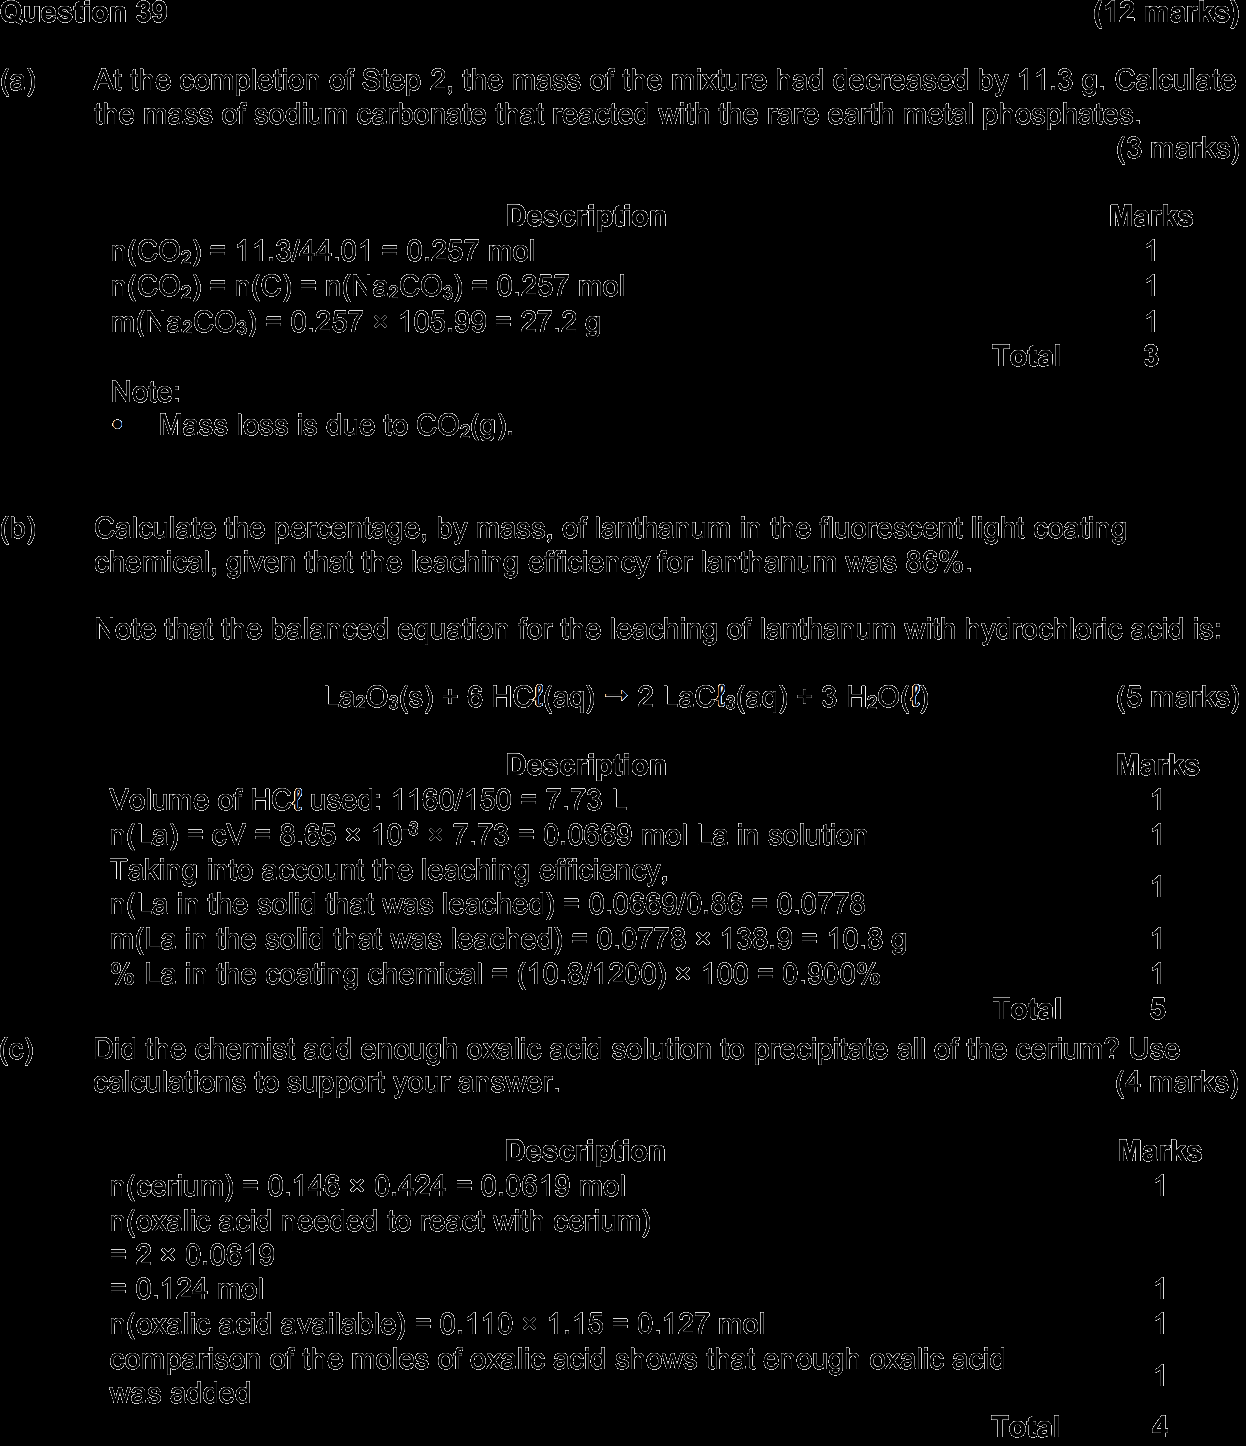 Question 39 (12 marks)
(a) At the completion of Step 2, the mass of the mixture had decreased by 11.3 g. Calculate
the mass of sodium carbonate that reacted with the rare earth metal phosphates.
(3 marks)
Description Marks
n(CO₂) = 11.3/44.01 = 0.257 mol 1
n(CO₂) = n(C) = n(Na₂CO₃) = 0.257 mol 1
m(Na₂CO₃) = 0.257 × 105.99 = 27.2 g 1
Total 3
Note:
• Mass loss is due to CO₂(g).
(b) Calculate the percentage, by mass, of lanthanum in the fluorescent light coating
chemical, given that the leaching efficiency for lanthanum was 86%.
Note that the balanced equation for the leaching of lanthanum with hydrochloric acid is:
La₂O₃(s) + 6 HCℓ(aq) → 2 LaCℓ₃(aq) + 3 H₂O(ℓ) (5 marks)
Description Marks
Volume of HCℓ used: 1160/150 = 7.73 L 1
n(La) = cV = 8.65 × 10⁻³ × 7.73 = 0.0669 mol La in solution 1
Taking into account the leaching efficiency,
n(La in the solid that was leached) = 0.0669/0.86 = 0.0778 1
m(La in the solid that was leached) = 0.0778 × 138.9 = 10.8 g 1
% La in the coating chemical = (10.8/1200) × 100 = 0.900% 1
Total 5
(c) Did the chemist add enough oxalic acid solution to precipitate all of the cerium? Use
calculations to support your answer. (4 marks)
Description Marks
n(cerium) = 0.146 × 0.424 = 0.0619 mol 1
n(oxalic acid needed to react with cerium)
= 2 × 0.0619
= 0.124 mol 1
n(oxalic acid available) = 0.110 × 1.15 = 0.127 mol 1
comparison of the moles of oxalic acid shows that enough oxalic acid
was added 1
Total 4